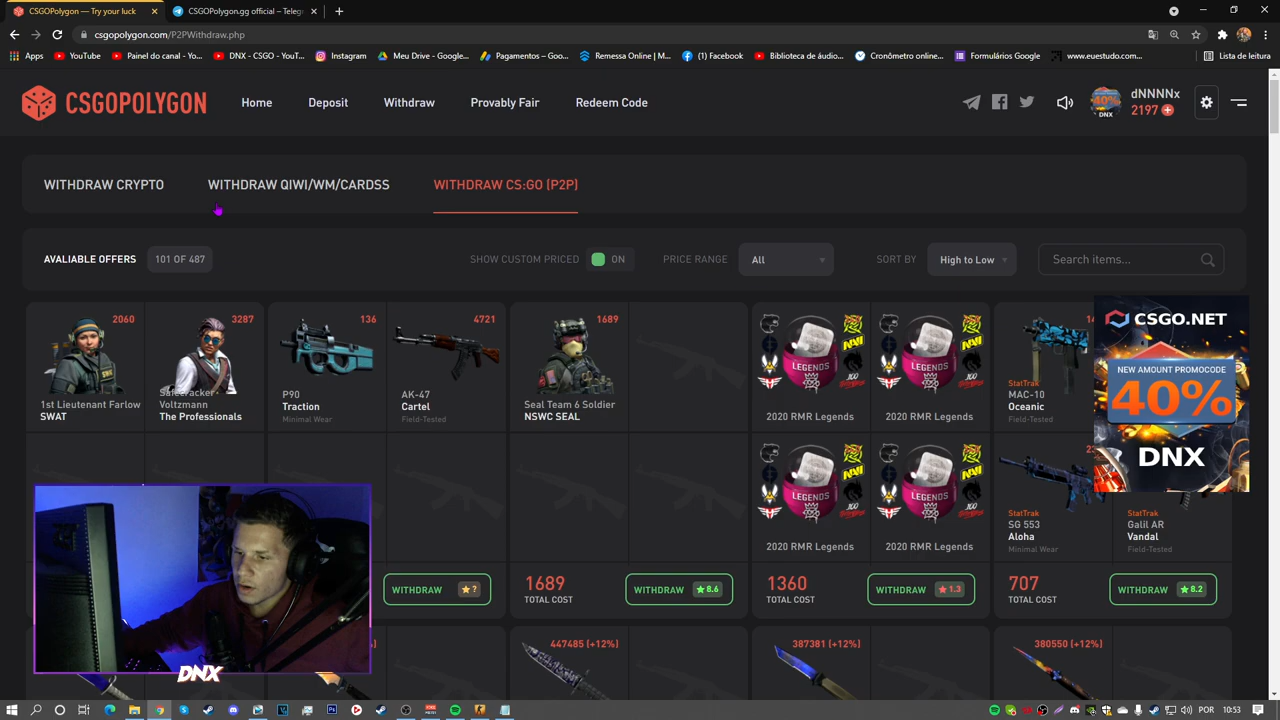 CSGOPolygon — Try your luck
CSGOPolygon.gg official – Telegr
csgopolygon.com/P2PWithdraw.php
Apps
YouTube
Painel do canal - Yo...
DNX - CSGO - YouT...
Instagram
Meu Drive - Google...
Pagamentos – Goo...
Remessa Online | M...
(1) Facebook
Biblioteca de áudio...
Cronômetro online...
Formulários Google
www.euestudo.com...
Lista de leitura
CSGOPOLYGON
Home
Deposit
Withdraw
Provably Fair
Redeem Code
40%
DNX
dNNNNx
2197
WITHDRAW CRYPTO
WITHDRAW QIWI/WM/CARDSS
WITHDRAW CS:GO (P2P)
AVALIABLE OFFERS
101 OF 487
SHOW CUSTOM PRICED
ON
PRICE RANGE
All
SORT BY
High to Low
Search items...
2060
1st Lieutenant Farlow
SWAT
3287
Voltzmann
The Professionals
136
P90
Traction
Minimal Wear
4721
AK-47
Cartel
Field-Tested
1689
Seal Team 6 Soldier
NSWC SEAL
LEGENDS
2020 RMR Legends
LEGENDS
2020 RMR Legends
StatTrak
MAC-10
Oceanic
Field-Tested
CSGO.NET
NEW AMOUNT PROMOCODE
40%
DNX
LEGENDS
2020 RMR Legends
LEGENDS
2020 RMR Legends
StatTrak
SG 553
Aloha
Minimal Wear
StatTrak
Galil AR
Vandal
Field-Tested
WITHDRAW
?
1689
TOTAL COST
WITHDRAW
8.6
1360
TOTAL COST
WITHDRAW
1.3
707
TOTAL COST
WITHDRAW
8.2
447485 (+12%)
387381 (+12%)
380550 (+12%)
DNX
POR
10:53